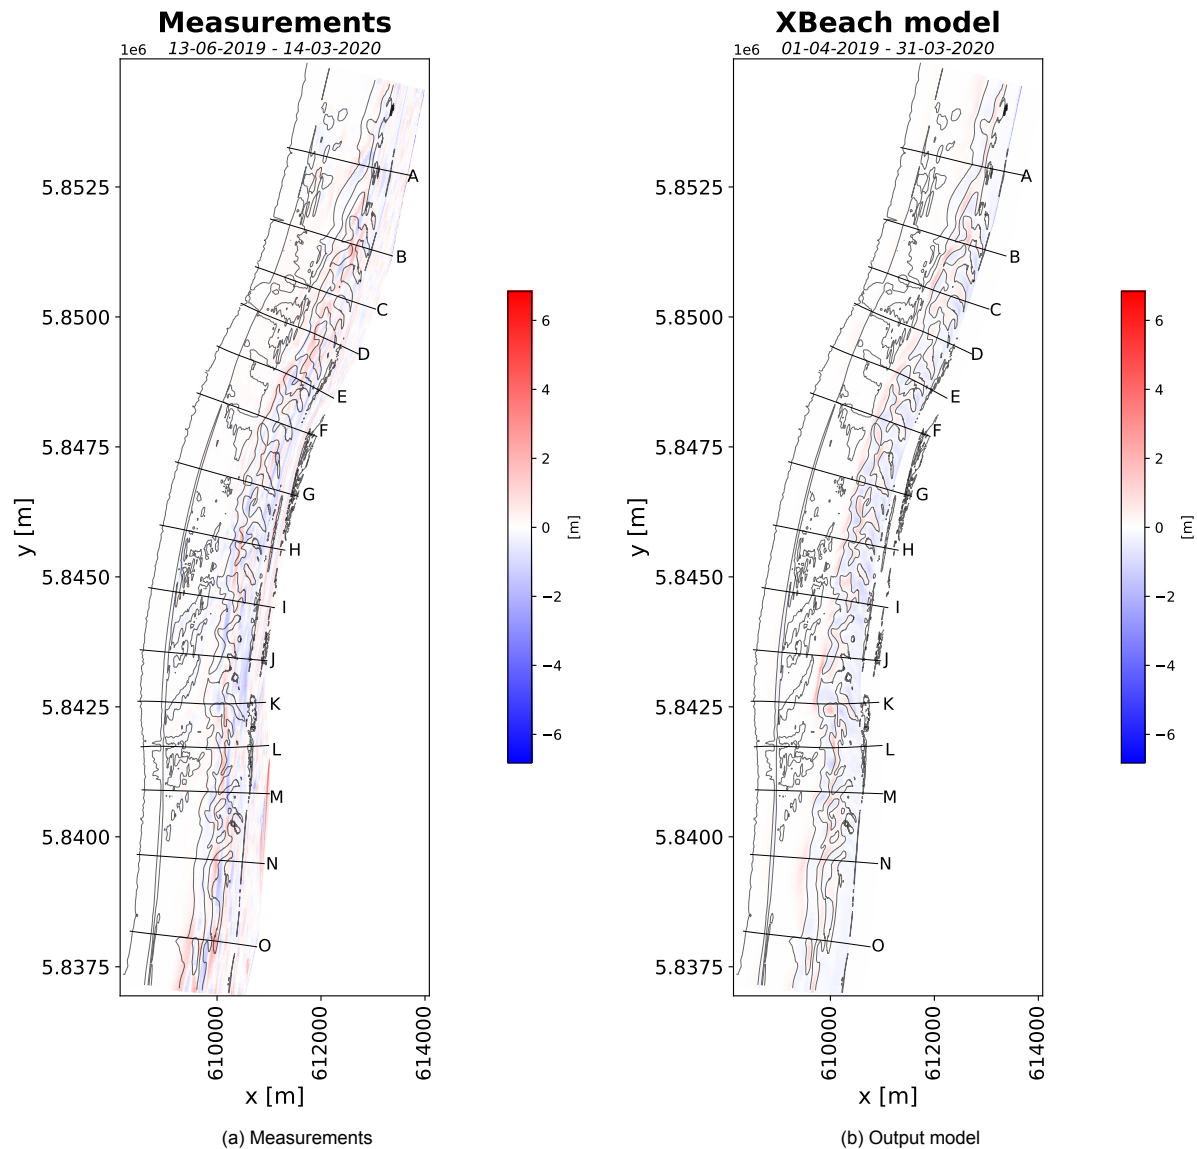 Measurements
1e6 13-06-2019 - 14-03-2020
5.8525
5.8500
5.8475
5.8450
5.8425
5.8400
5.8375
y [m]
A
B
C
D
E
F
G
H
I
J
K
L
M
N
O
610000
612000
614000
x [m]
6
4
2
0
−2
−4
−6
[m]
(a) Measurements
XBeach model
1e6 01-04-2019 - 31-03-2020
5.8525
5.8500
5.8475
5.8450
5.8425
5.8400
5.8375
y [m]
A
B
C
D
E
F
G
H
I
J
K
L
M
N
O
610000
612000
614000
x [m]
6
4
2
0
−2
−4
−6
[m]
(b) Output model